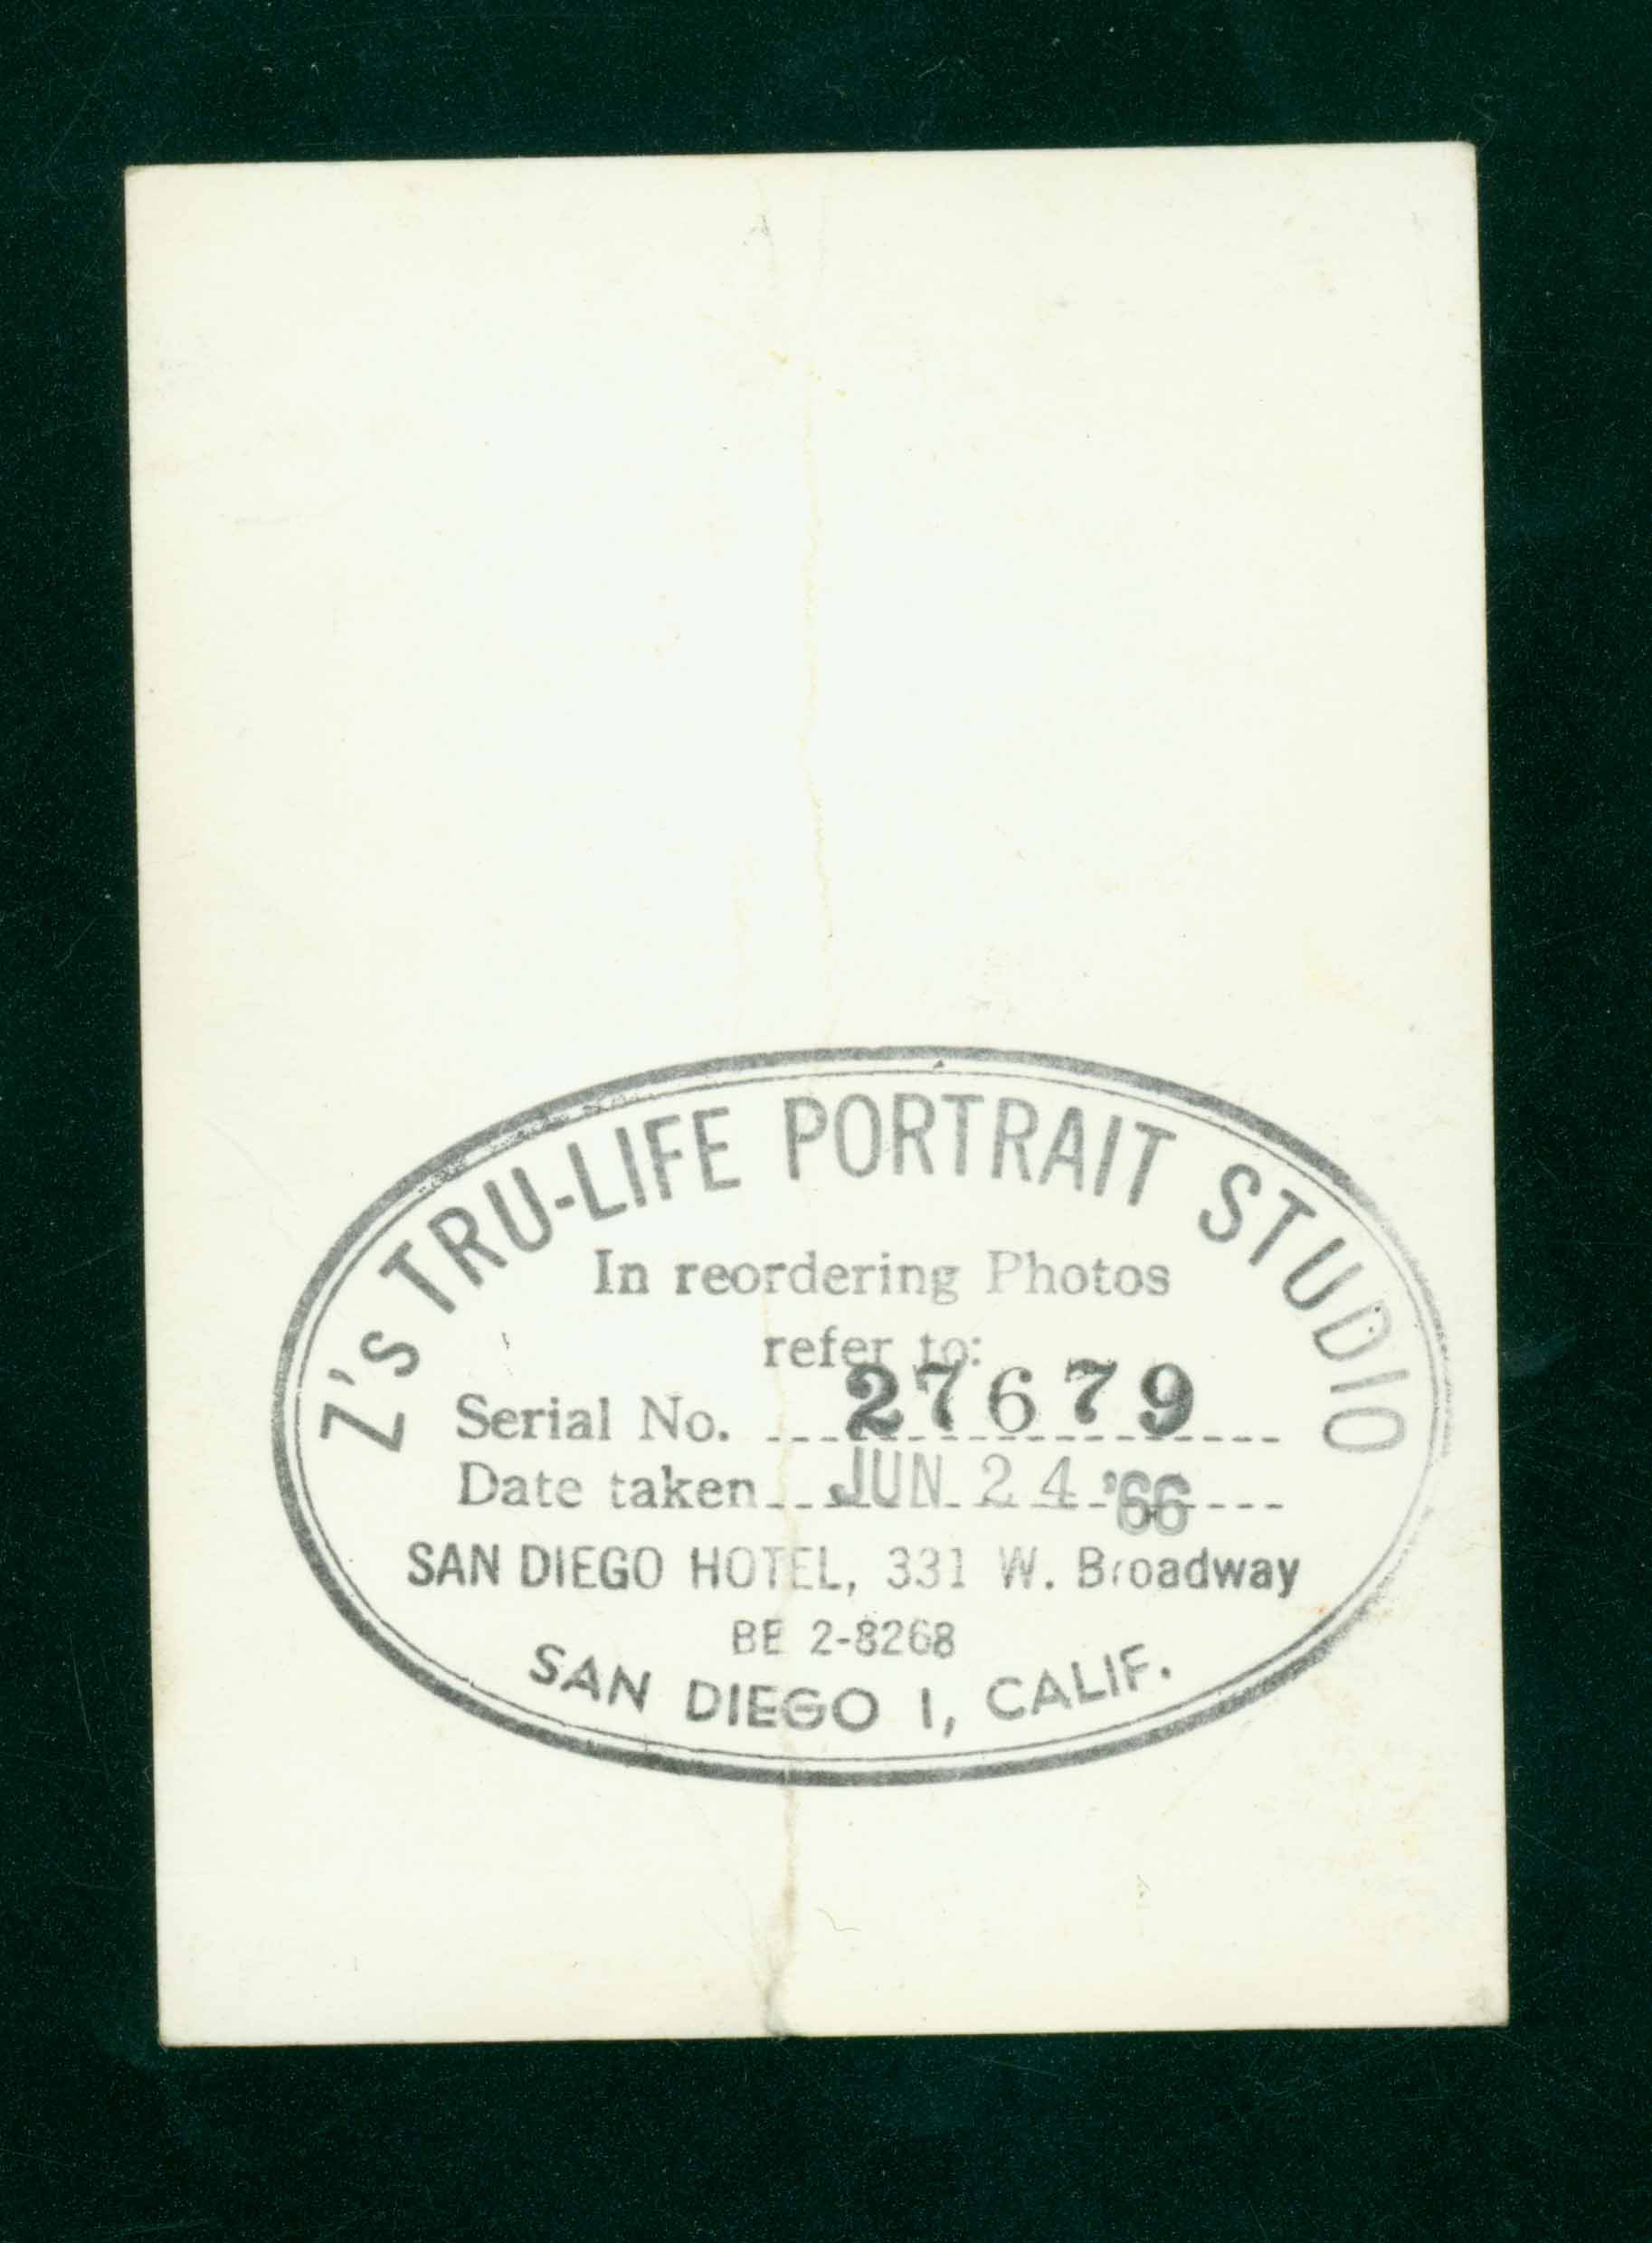 Z's TRU-LIFE PORTRAIT STUDIO
In reordering Photos
refer to:
Serial No. 27679
Date taken JUN 24 '66
SAN DIEGO HOTEL, 331 W. Broadway
BE 2-8268
SAN DIEGO 1, CALIF.